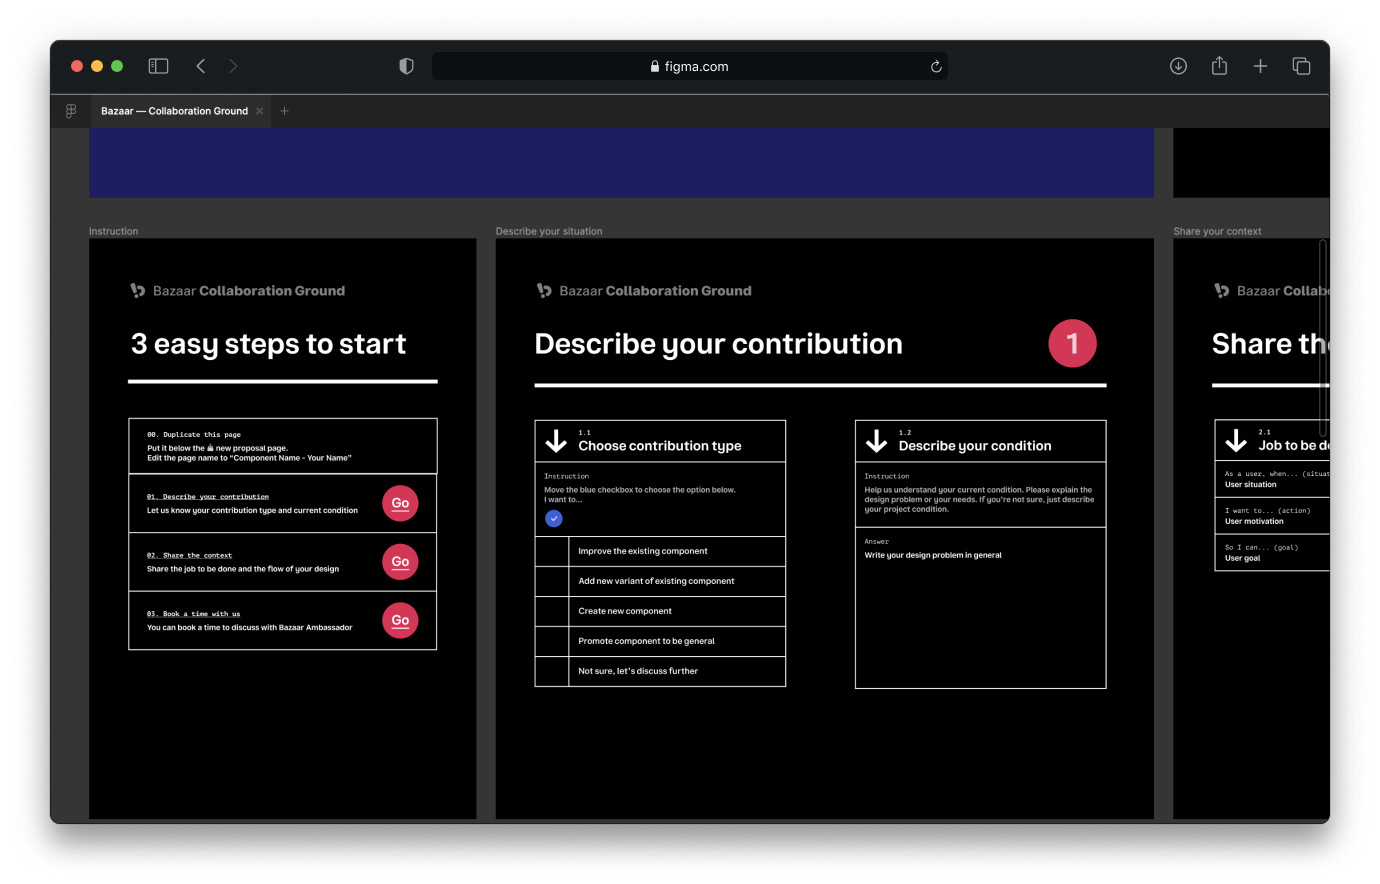 figma.com
Bazaar — Collaboration Ground
Instruction
Bazaar Collaboration Ground
3 easy steps to start
00. Duplicate this page
Put it below the new proposal page.
Edit the page name to “Component Name - Your Name”
01. Describe your contribution
Let us know your contribution type and current condition
Go
02. Share the context
Share the job to be done and the flow of your design
Go
03. Book a time with us
You can book a time to discuss with Bazaar Ambassador
Go
Describe your situation
Bazaar Collaboration Ground
Describe your contribution
1
1.1
Choose contribution type
Instruction
Move the blue checkbox to choose the option below.
I want to...
Improve the existing component
Add new variant of existing component
Create new component
Promote component to be general
Not sure, let's discuss further
1.2
Describe your condition
Instruction
Help us understand your current condition. Please explain the
design problem or your needs. If you're not sure, just describe
your project condition.
Answer
Write your design problem in general
Share your context
Bazaar Collab
Share th
2.1
Job to be d
As a user, when... (situat
User situation
I want to... (action)
User motivation
So I can... (goal)
User goal